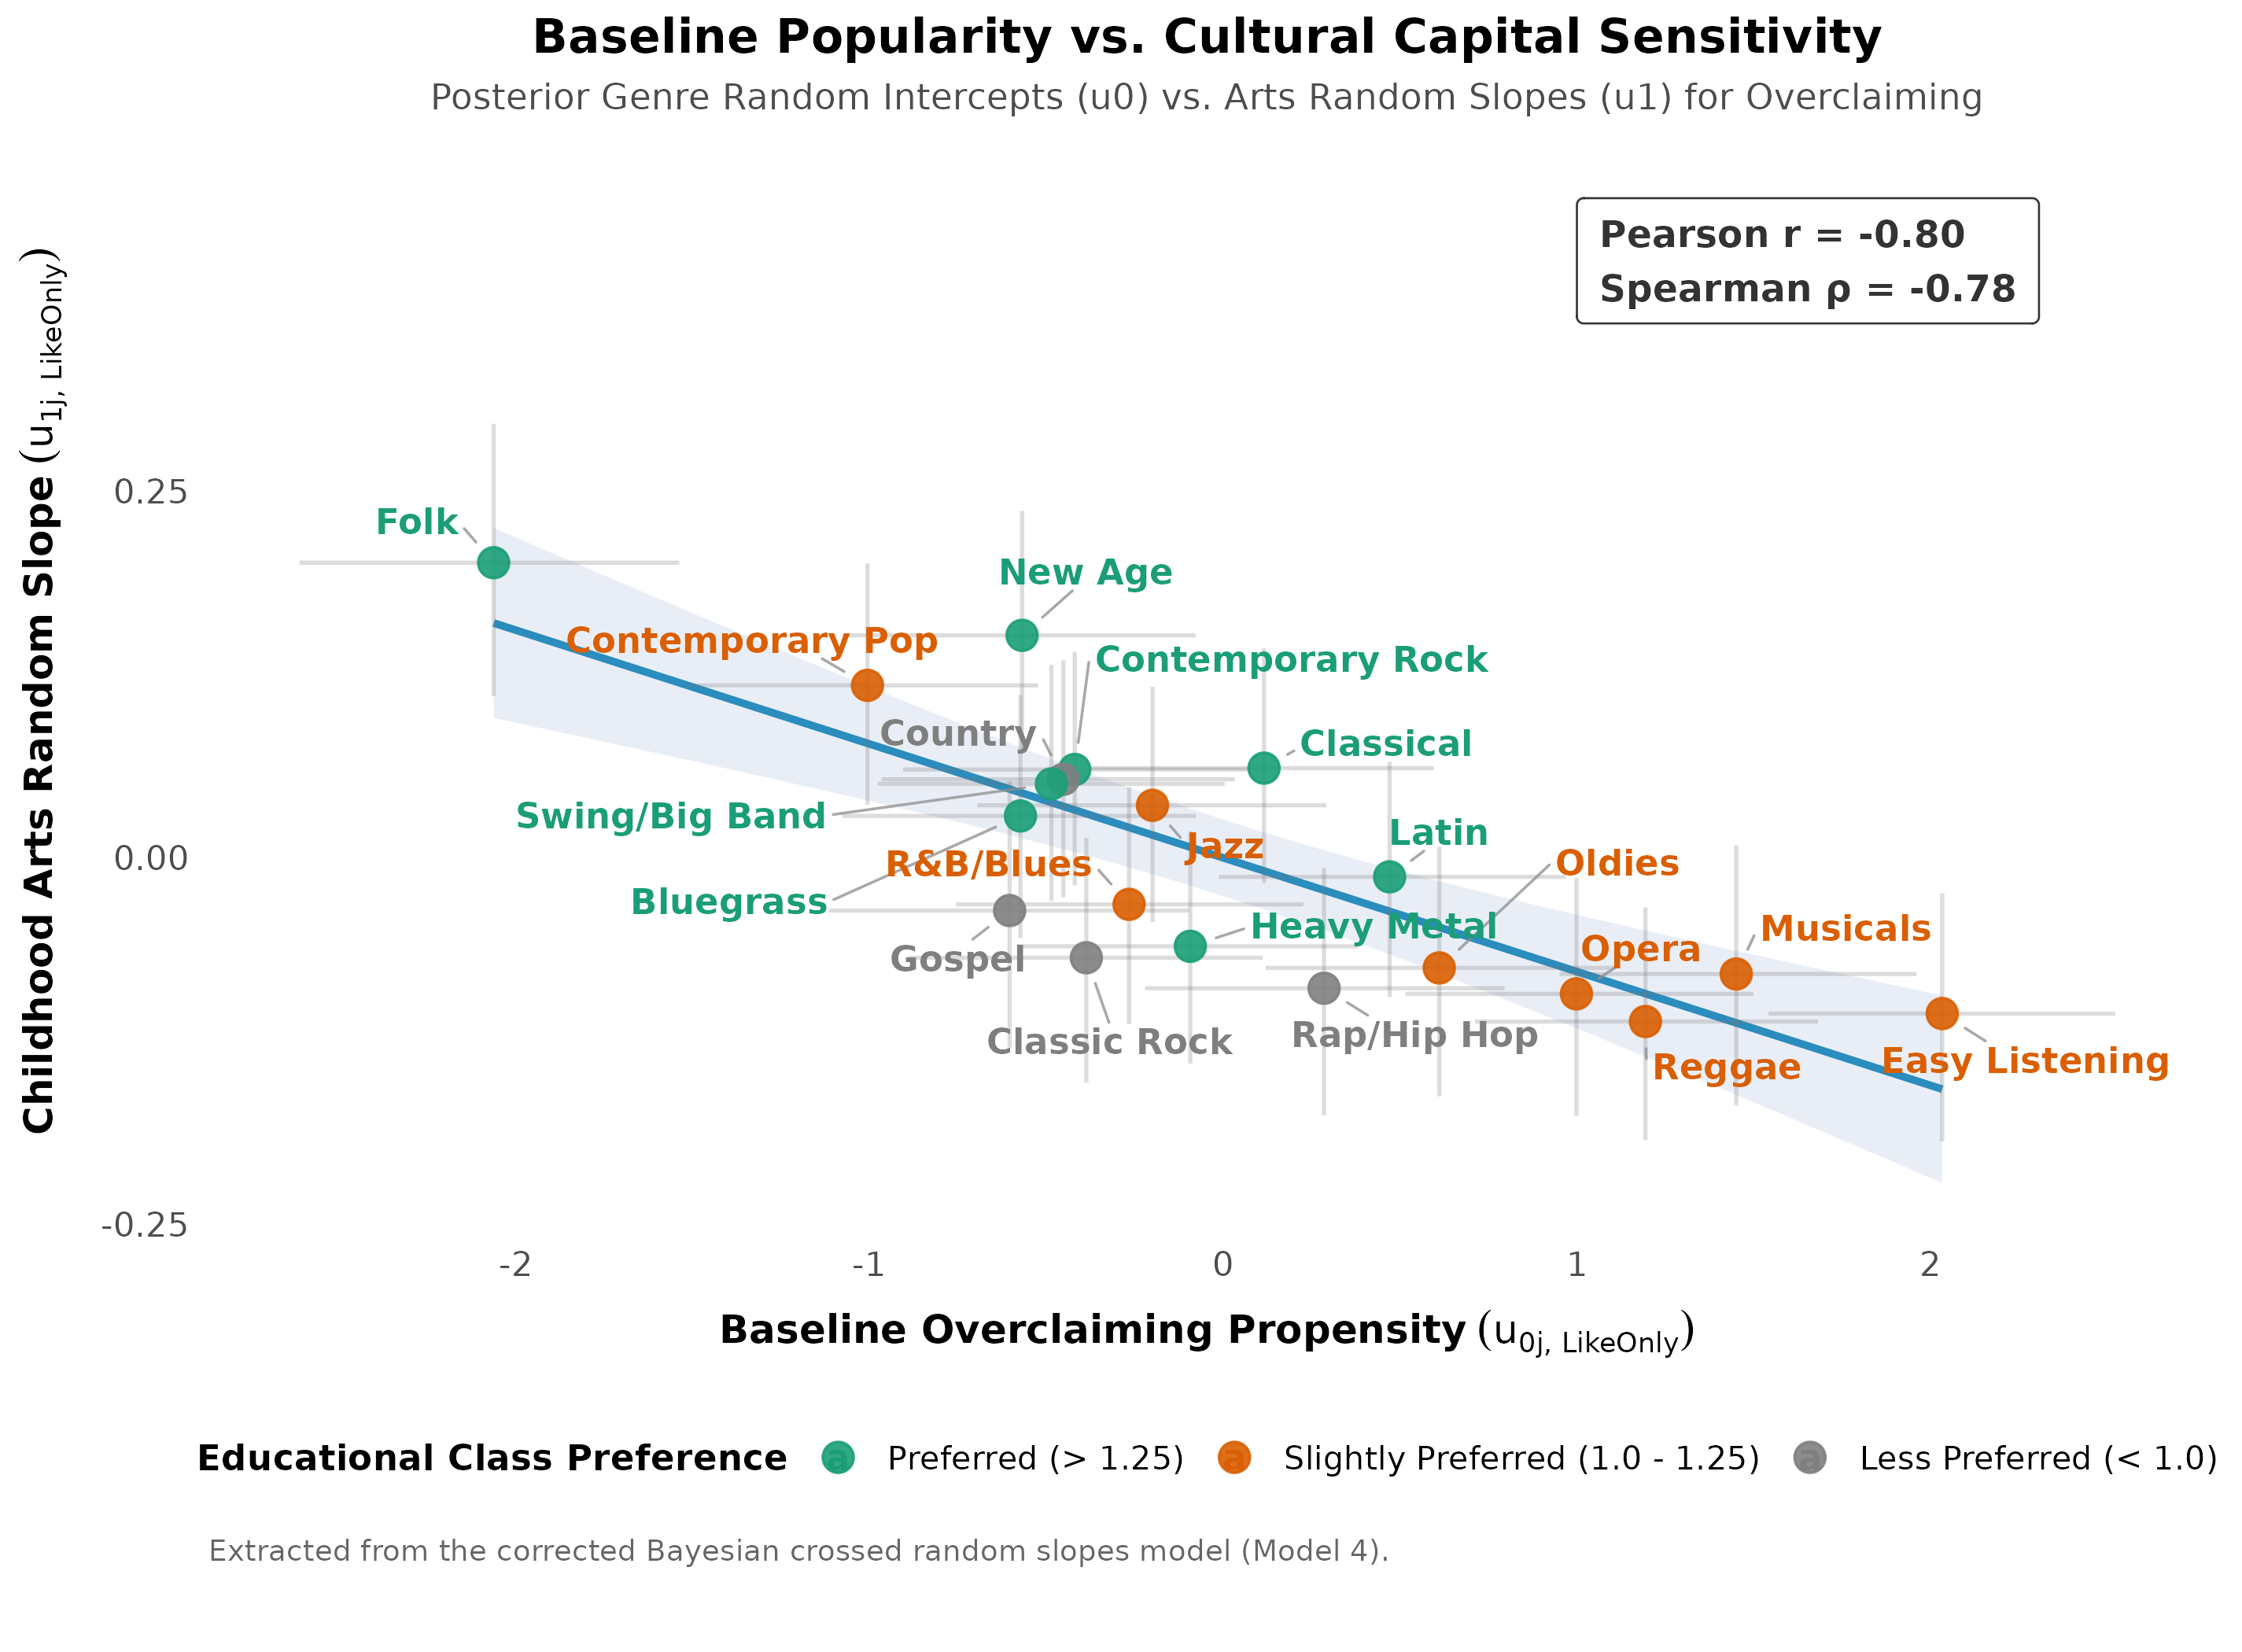 Baseline Popularity vs. Cultural Capital Sensitivity
Posterior Genre Random Intercepts (u0) vs. Arts Random Slopes (u1) for Overclaiming
Pearson r = -0.80
Spearman ρ = -0.78
Childhood Arts Random Slope (u1j, LikeOnly)
0.25
0.00
-0.25
Folk
New Age
Contemporary Pop
Contemporary Rock
Country
Classical
Swing/Big Band
Latin
Jazz
R&B/Blues
Oldies
Bluegrass
Heavy Metal
Musicals
Opera
Gospel
Classic Rock
Rap/Hip Hop
Reggae
Easy Listening
-2
-1
0
1
2
Baseline Overclaiming Propensity (u0j, LikeOnly)
Educational Class Preference a Preferred (> 1.25) a Slightly Preferred (1.0 - 1.25) a Less Preferred (< 1.0)
Extracted from the corrected Bayesian crossed random slopes model (Model 4).